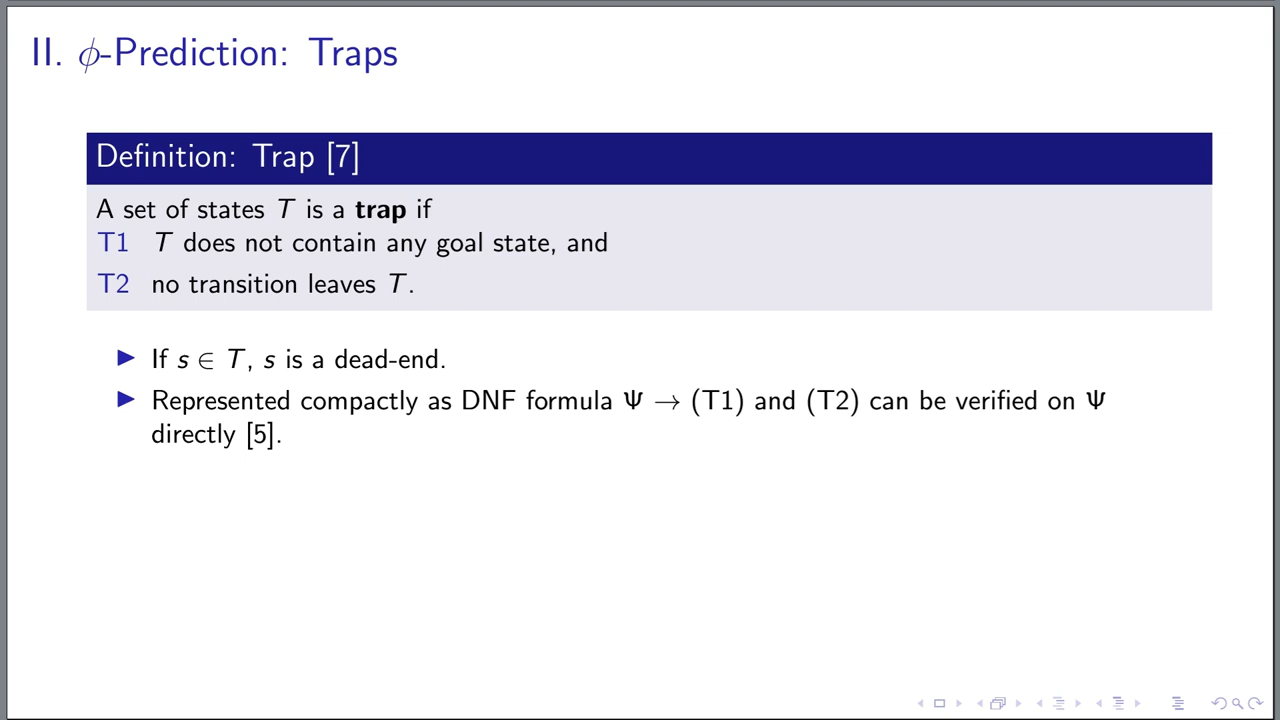 II. ϕ-Prediction: Traps
Definition: Trap [7]
A set of states T is a trap if
T1 T does not contain any goal state, and
T2 no transition leaves T.
▶ If s ∈ T, s is a dead-end.
▶ Represented compactly as DNF formula Ψ → (T1) and (T2) can be verified on Ψ
directly [5].